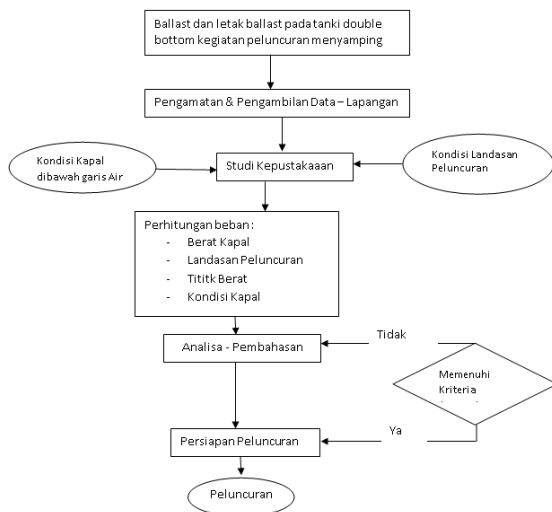 Ballast dan letak ballast pada tanki double
bottom kegiatan peluncuran menyamping
Pengamatan & Pengambilan Data – Lapangan
Kondisi Kapal
dibawah garis Air
Studi Kepustakaaan
Kondisi Landasan
Peluncuran
Perhitungan beban :
- Berat Kapal
- Landasan Peluncuran
- Tititk Berat
- Kondisi Kapal
Analisa - Pembahasan
Tidak
Memenuhi
Kriteria
Persiapan Peluncuran
Ya
Peluncuran